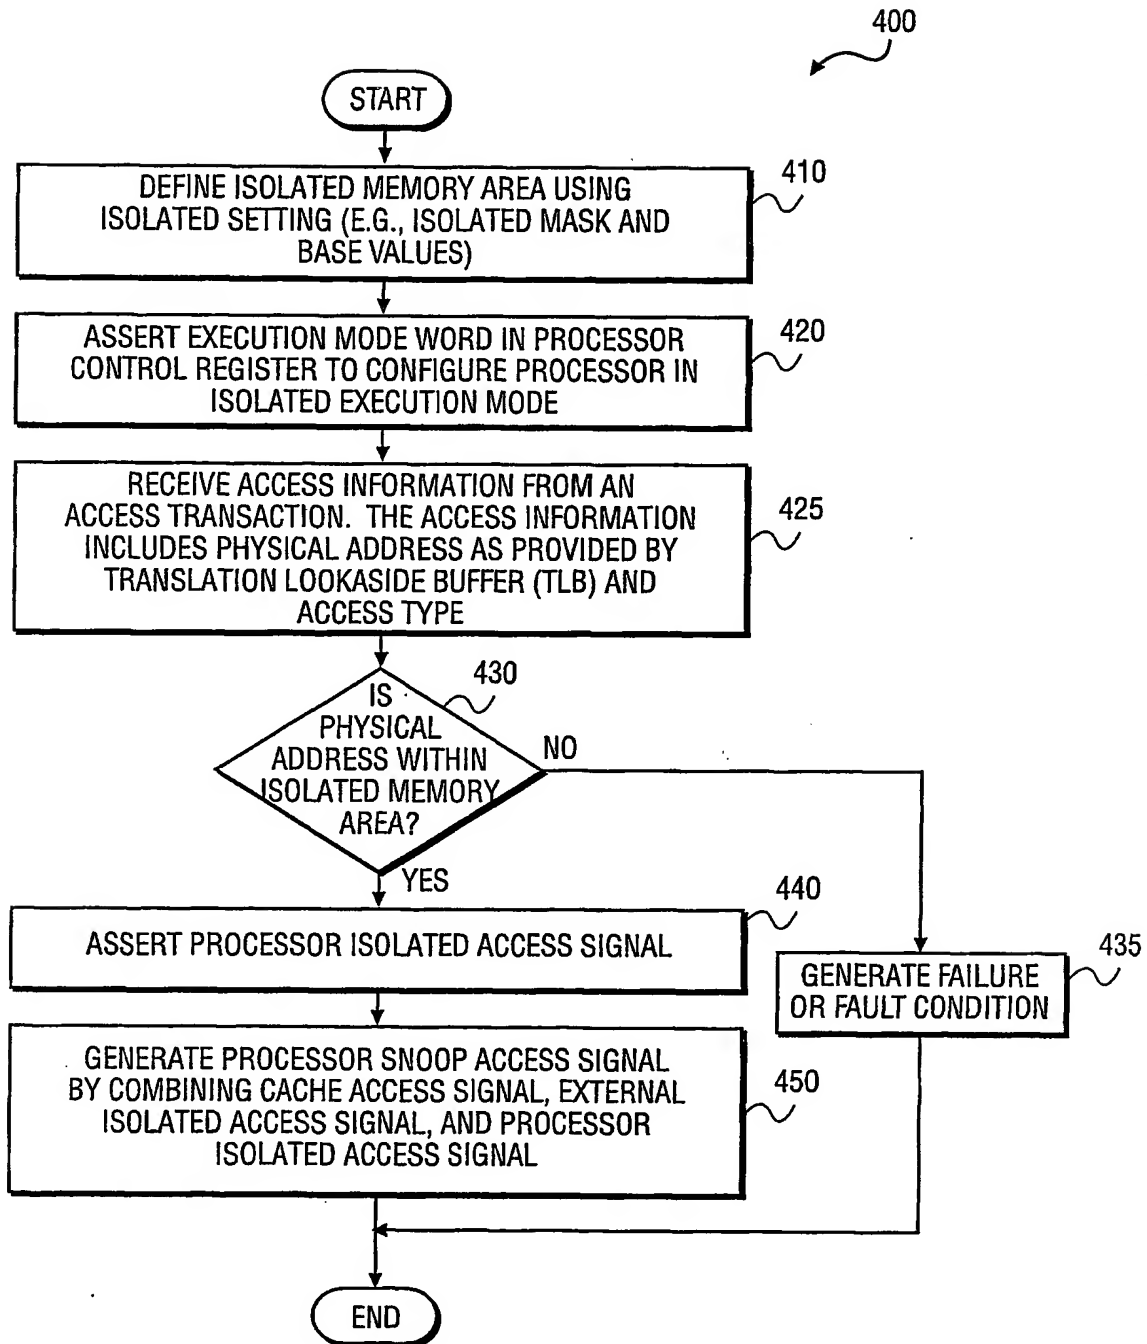 400
START
DEFINE ISOLATED MEMORY AREA USING
ISOLATED SETTING (E.G., ISOLATED MASK AND
BASE VALUES)
410
ASSERT EXECUTION MODE WORD IN PROCESSOR
CONTROL REGISTER TO CONFIGURE PROCESSOR IN
ISOLATED EXECUTION MODE
420
RECEIVE ACCESS INFORMATION FROM AN
ACCESS TRANSACTION. THE ACCESS INFORMATION
INCLUDES PHYSICAL ADDRESS AS PROVIDED BY
TRANSLATION LOOKASIDE BUFFER (TLB) AND
ACCESS TYPE
425
430
IS
PHYSICAL
ADDRESS WITHIN
ISOLATED MEMORY
AREA?
NO
YES
440
ASSERT PROCESSOR ISOLATED ACCESS SIGNAL
435
GENERATE FAILURE
OR FAULT CONDITION
GENERATE PROCESSOR SNOOP ACCESS SIGNAL
BY COMBINING CACHE ACCESS SIGNAL, EXTERNAL
ISOLATED ACCESS SIGNAL, AND PROCESSOR
ISOLATED ACCESS SIGNAL
450
END